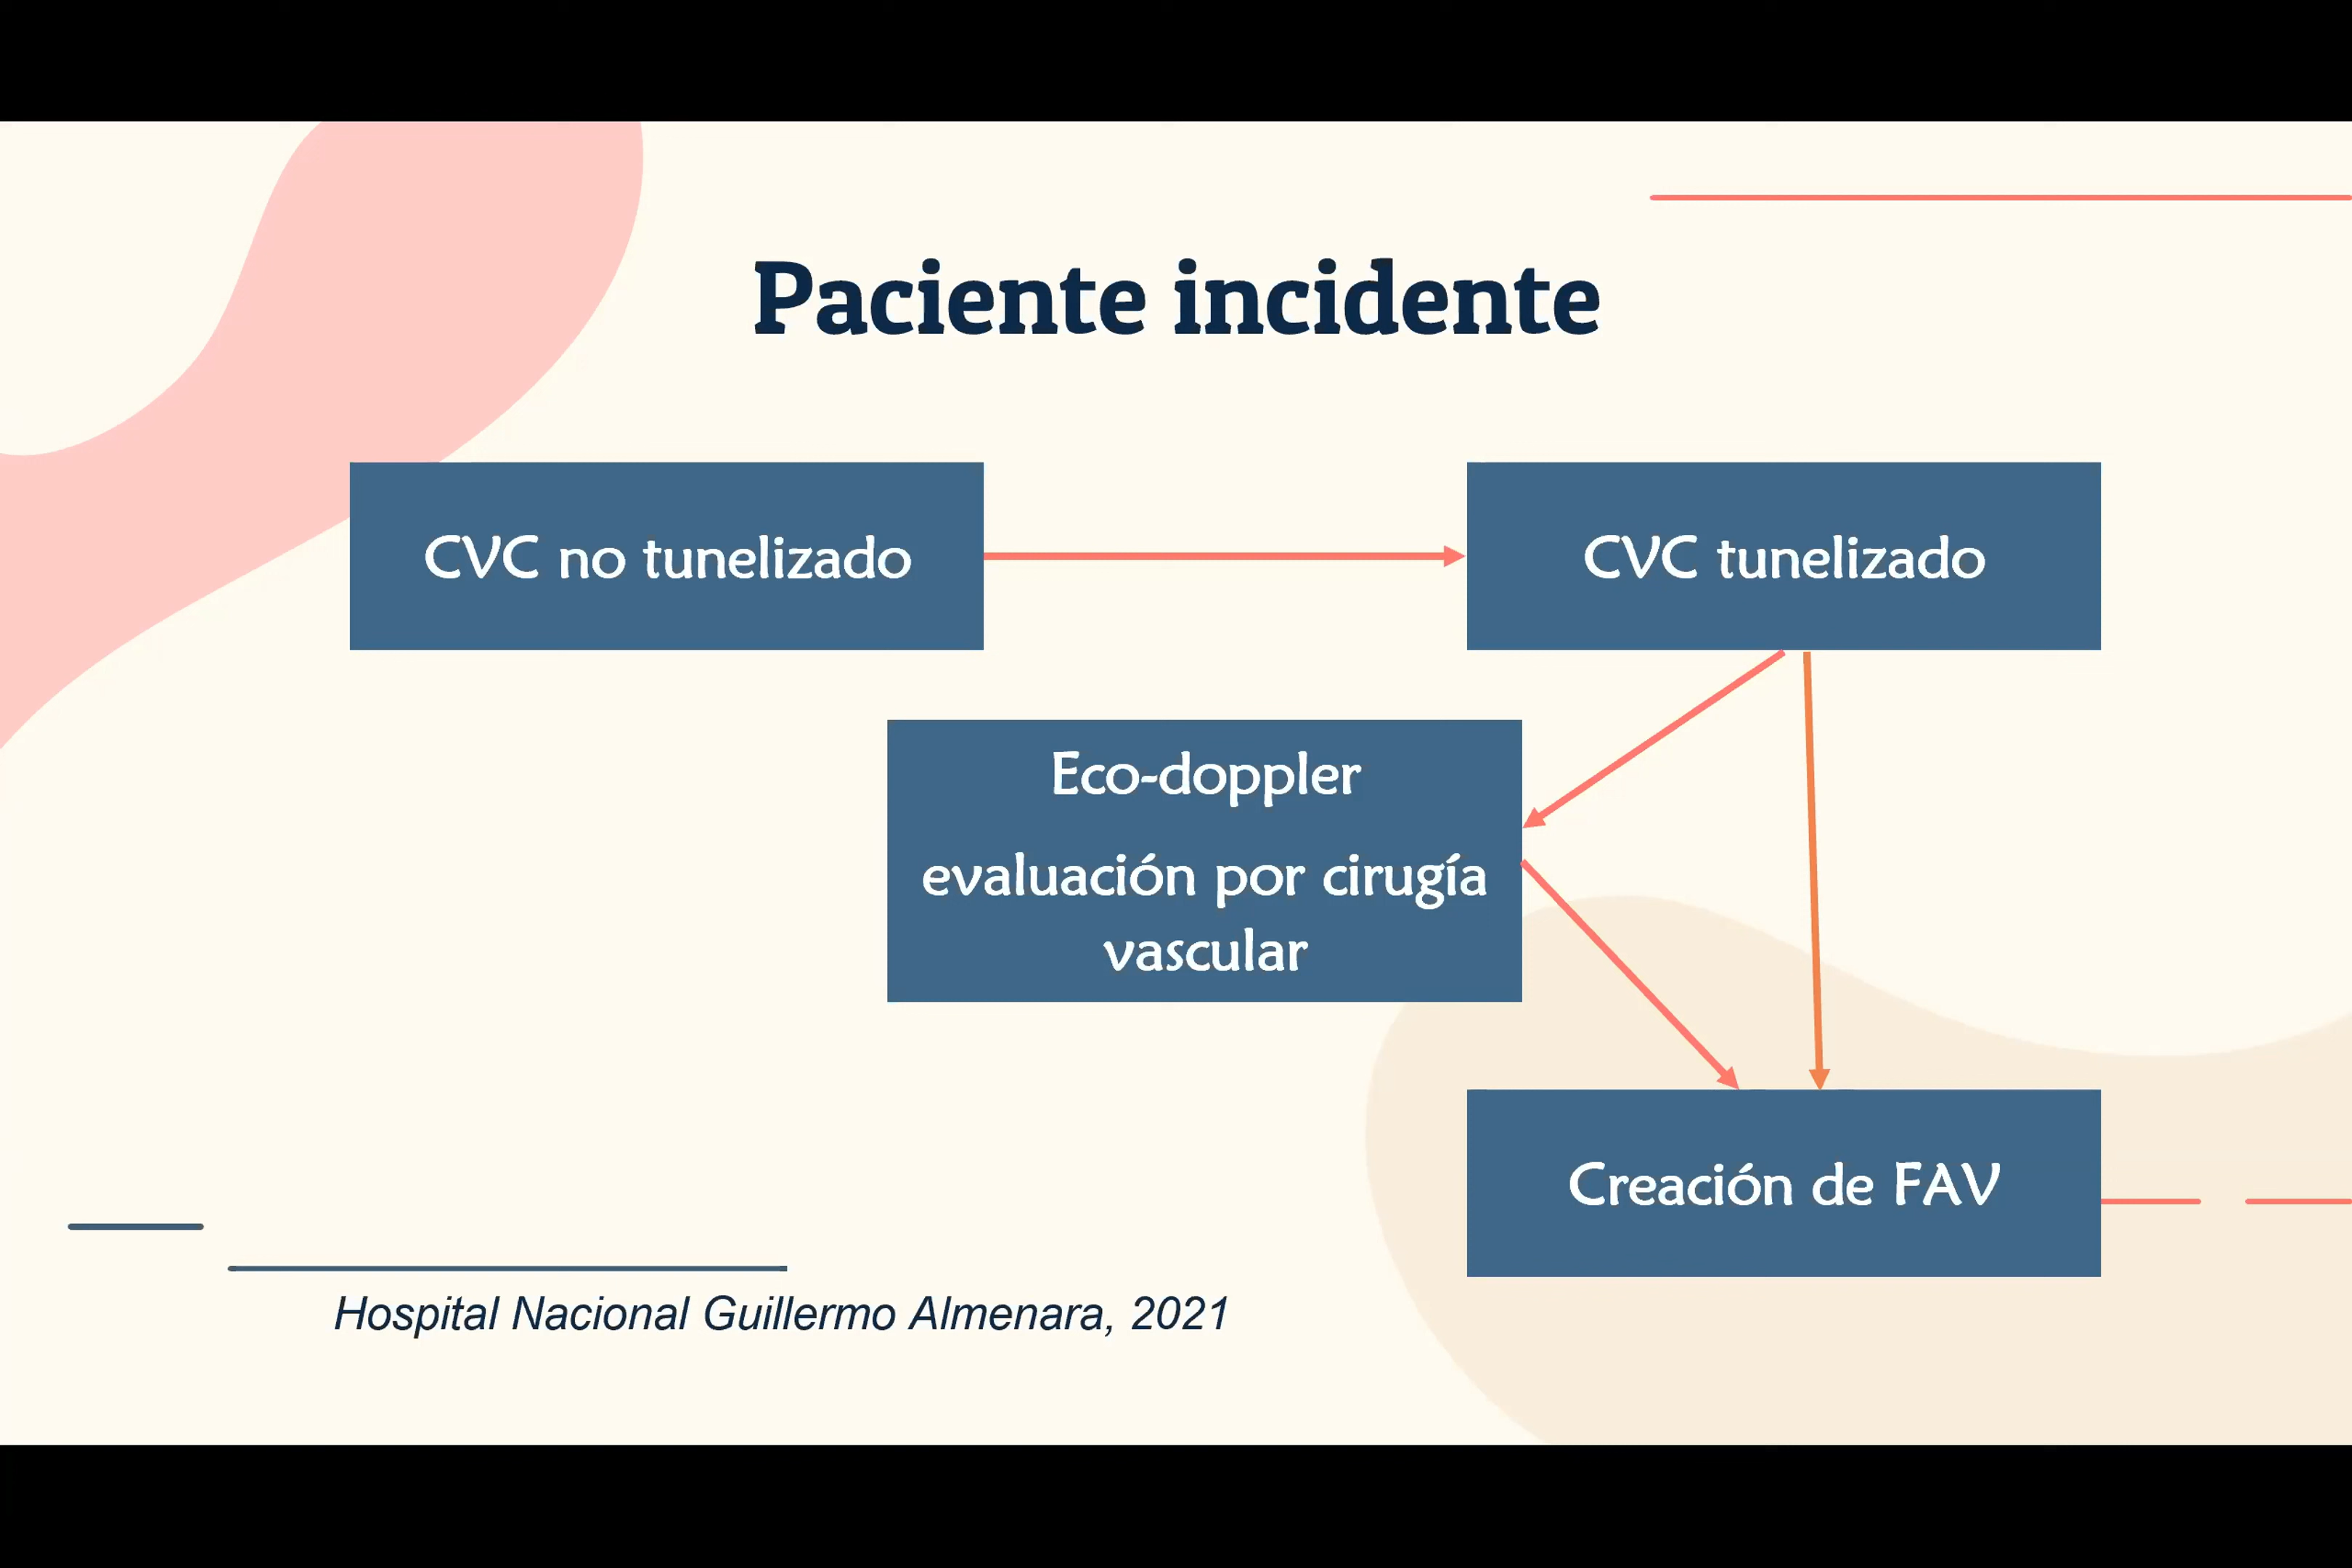 Paciente incidente
CVC no tunelizado
CVC tunelizado
Eco-doppler
evaluación por cirugía
vascular
Creación de FAV
Hospital Nacional Guillermo Almenara, 2021